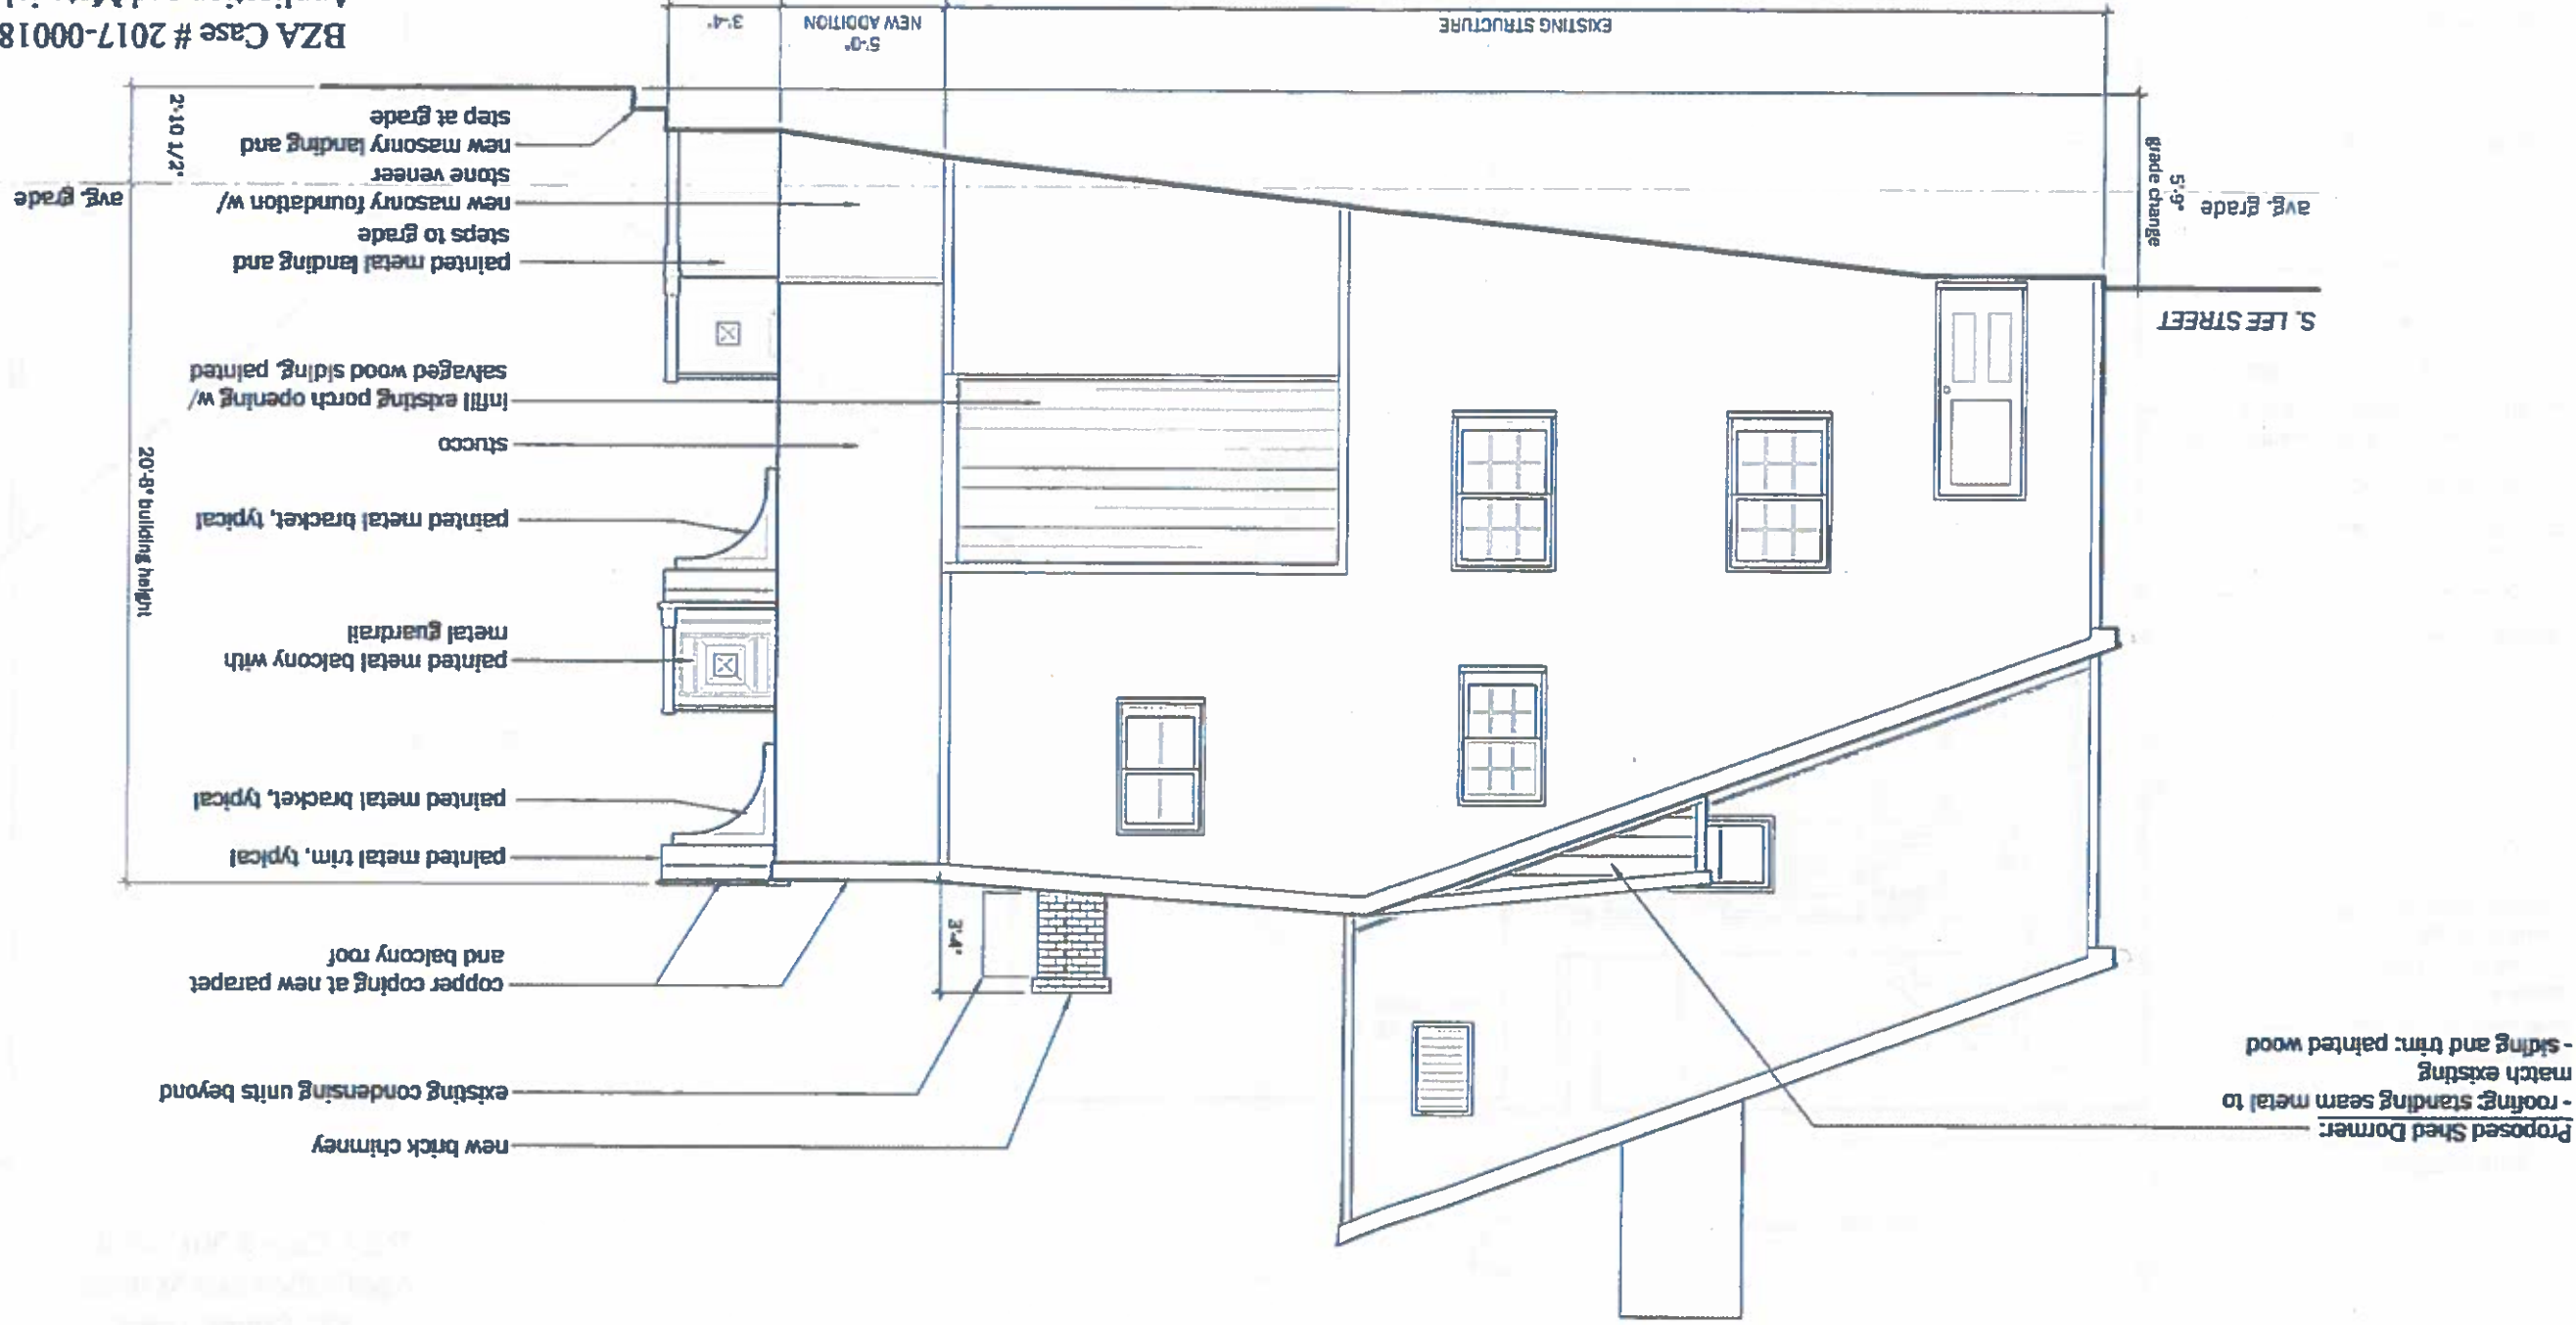 Proposed Shed Dormer:
- roofing: standing seam metal to
match existing
- siding and trim: painted wood
new brick chimney
existing condensing units beyond
copper coping at new parapet
and balcony roof
3'-4"
painted metal trim, typical
painted metal bracket, typical
painted metal balcony with
metal guardrail
painted metal bracket, typical
stucco
infill existing porch opening w/
salvaged wood siding, painted
painted metal landing and
steps to grade
new masonry foundation w/
stone veneer
new masonry landing and
step at grade
20'-8" building height
2'-10 1/2"
avg. grade
S. LEE STREET
avg. grade
5'-9"
grade change
EXISTING STRUCTURE
5'-0"
NEW ADDITION
3'-4"
BZA Case # 2017-00018
Application and